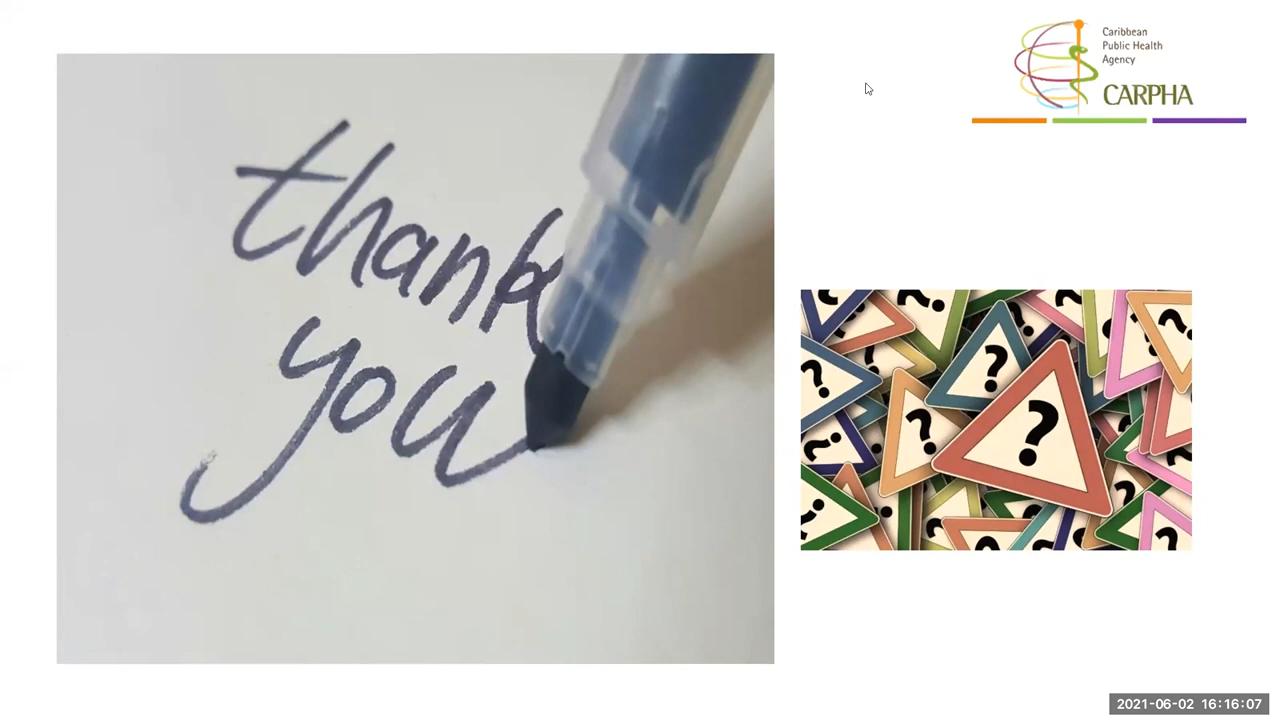 thank
you
Caribbean
Public Health
Agency
CARPHA
?
?
?
?
2021-06-02 16:16:07